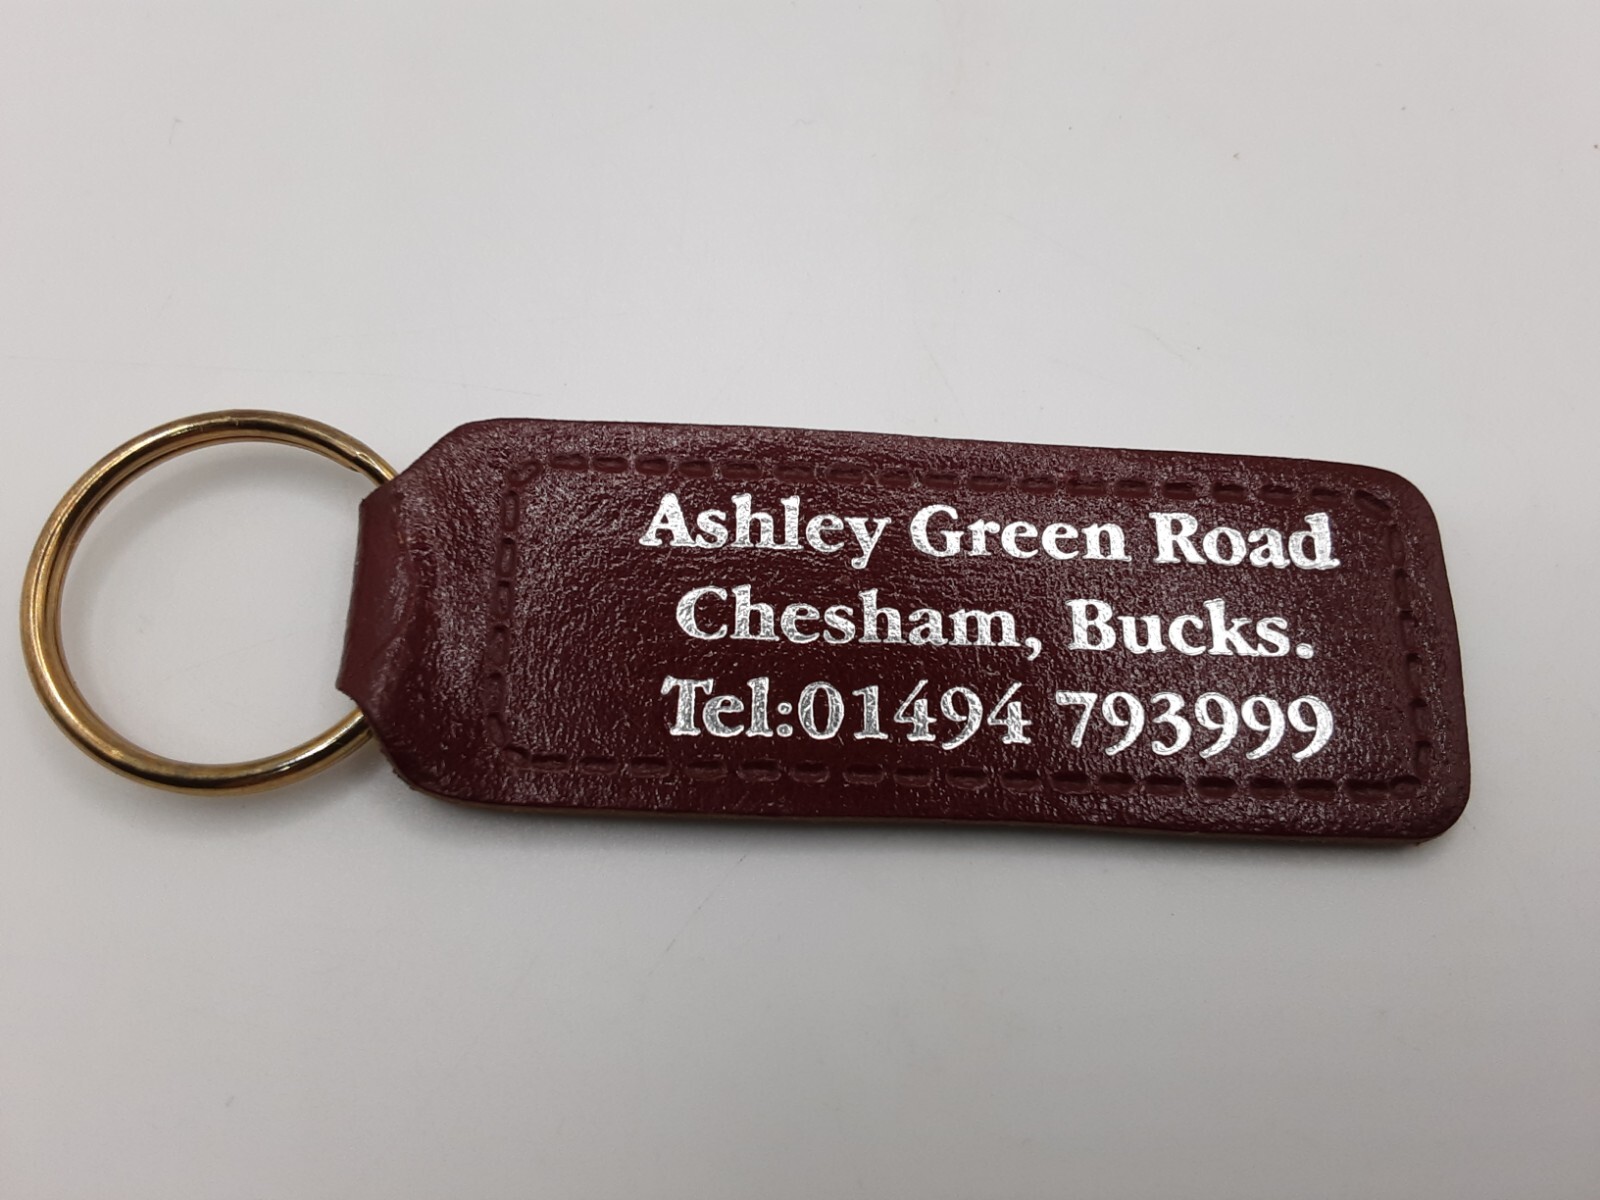 Ashley Green Road
Chesham, Bucks.
Tel:01494 793999